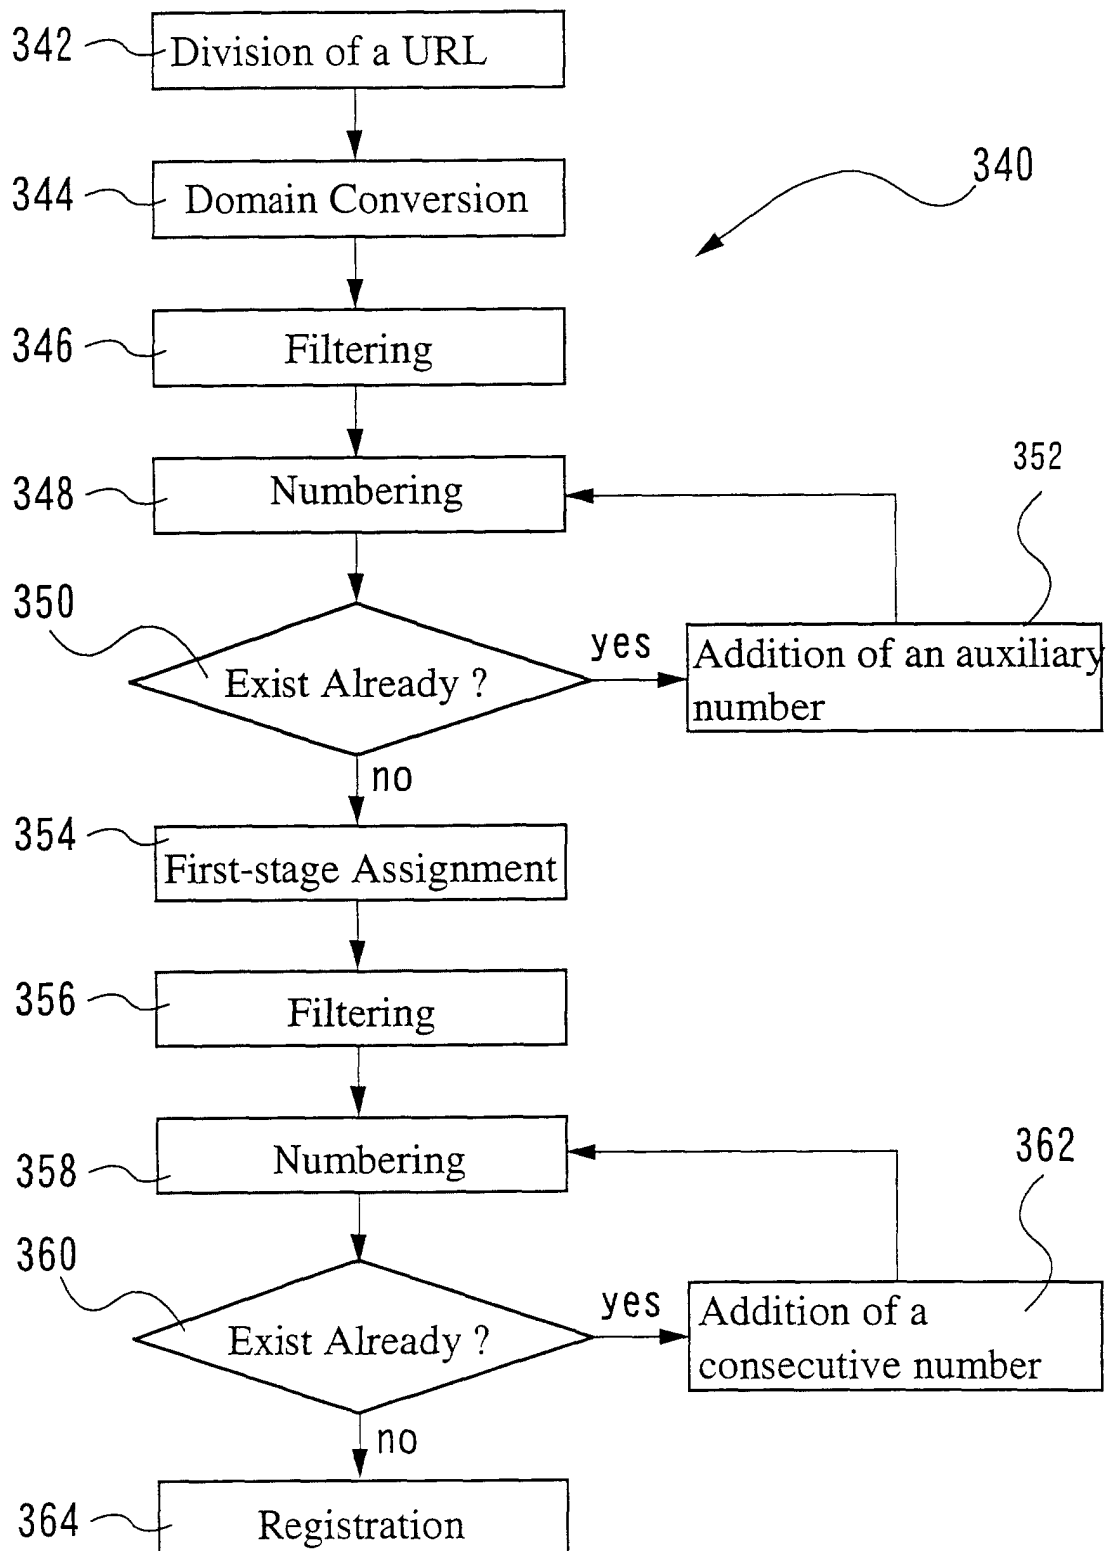 342
Division of a URL
344
Domain Conversion
340
346
Filtering
348
Numbering
352
350
Exist Already ?
yes
Addition of an auxiliary
number
no
354
First-stage Assignment
356
Filtering
358
Numbering
362
360
Exist Already ?
yes
Addition of a
consecutive number
no
364
Registration